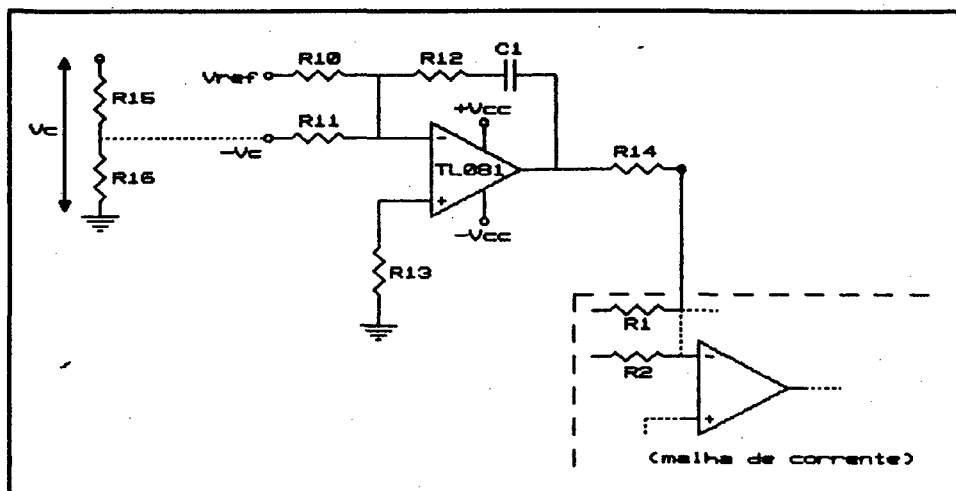 C1
R10
R12
Vref
R15
+Vcc
Vc
R11
-Vc
-
TL081
R14
R16
+
-Vcc
R13
R1
R2
-
+
(malha de corrente)